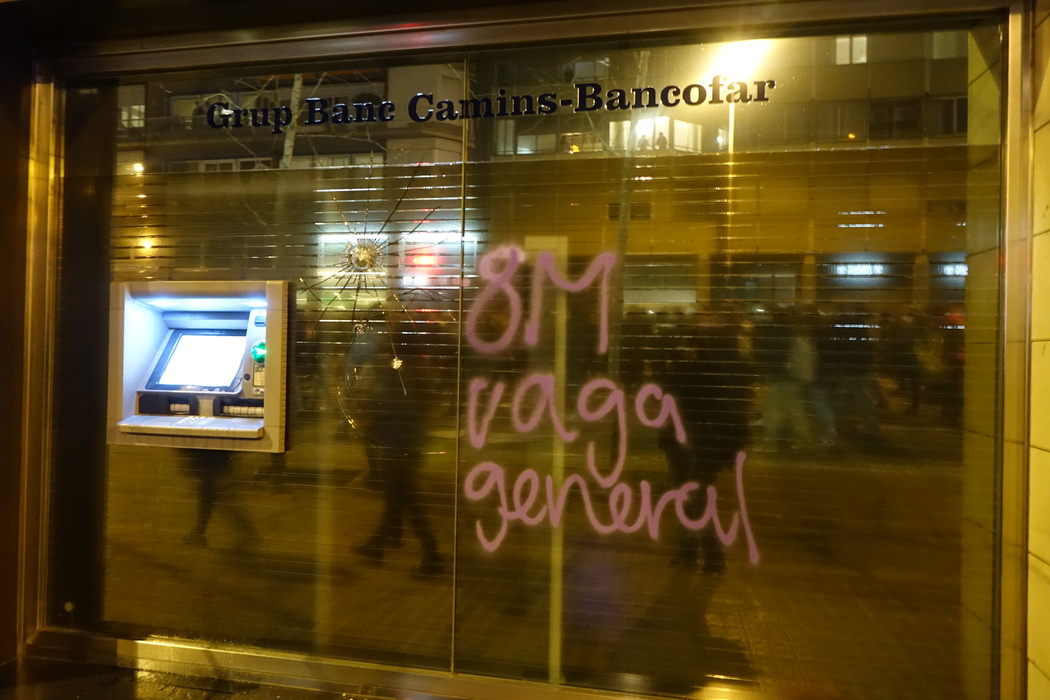 Grup Banc Camins-Bancofar
8M
vaga
general